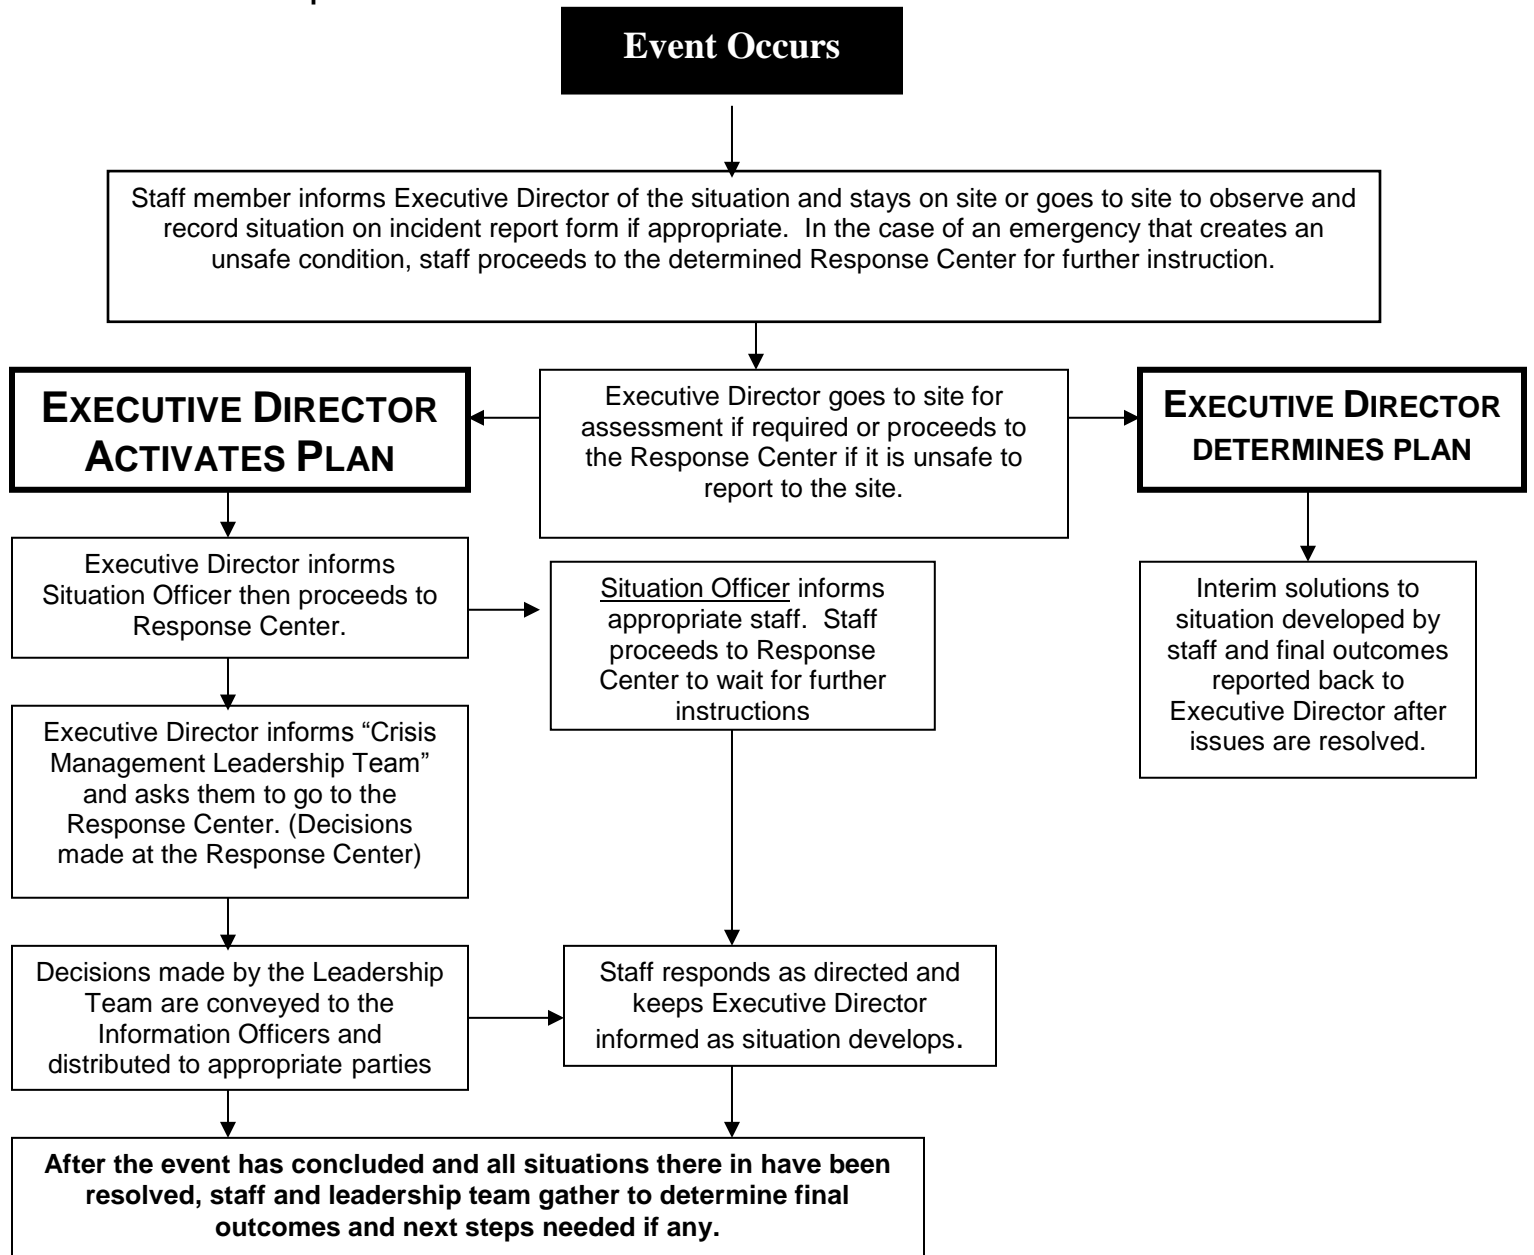 Event Occurs
Staff member informs Executive Director of the situation and stays on site or goes to site to observe and
record situation on incident report form if appropriate.  In the case of an emergency that creates an
unsafe condition, staff proceeds to the determined Response Center for further instruction.
EXECUTIVE DIRECTOR
ACTIVATES PLAN
Executive Director goes to site for
assessment if required or proceeds to
the Response Center if it is unsafe to
report to the site.
EXECUTIVE DIRECTOR
DETERMINES PLAN
Executive Director informs
Situation Officer then proceeds to
Response Center.
Situation Officer informs
appropriate staff.  Staff
proceeds to Response
Center to wait for further
instructions
Interim solutions to
situation developed by
staff and final outcomes
reported back to
Executive Director after
issues are resolved.
Executive Director informs “Crisis
Management Leadership Team”
and asks them to go to the
Response Center. (Decisions
made at the Response Center)
Decisions made by the Leadership
Team are conveyed to the
Information Officers and
distributed to appropriate parties
Staff responds as directed and
keeps Executive Director
informed as situation develops.
After the event has concluded and all situations there in have been
resolved, staff and leadership team gather to determine final
outcomes and next steps needed if any.